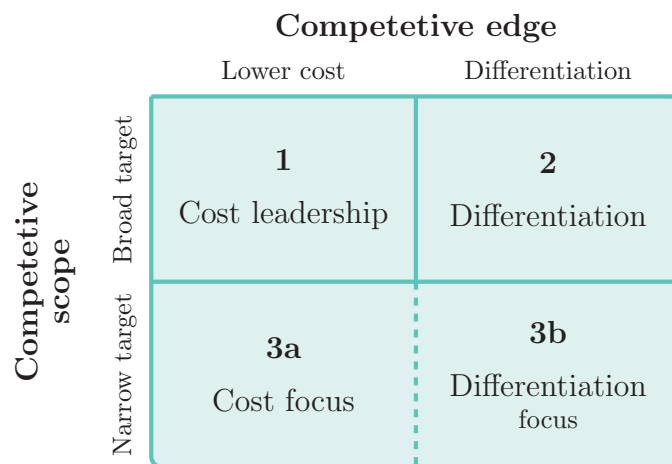 Competetive edge
Lower cost
Differentiation
Competetive
scope
Broad target
1
Cost leadership
2
Differentiation
Narrow target
3a
Cost focus
3b
Differentiation
focus